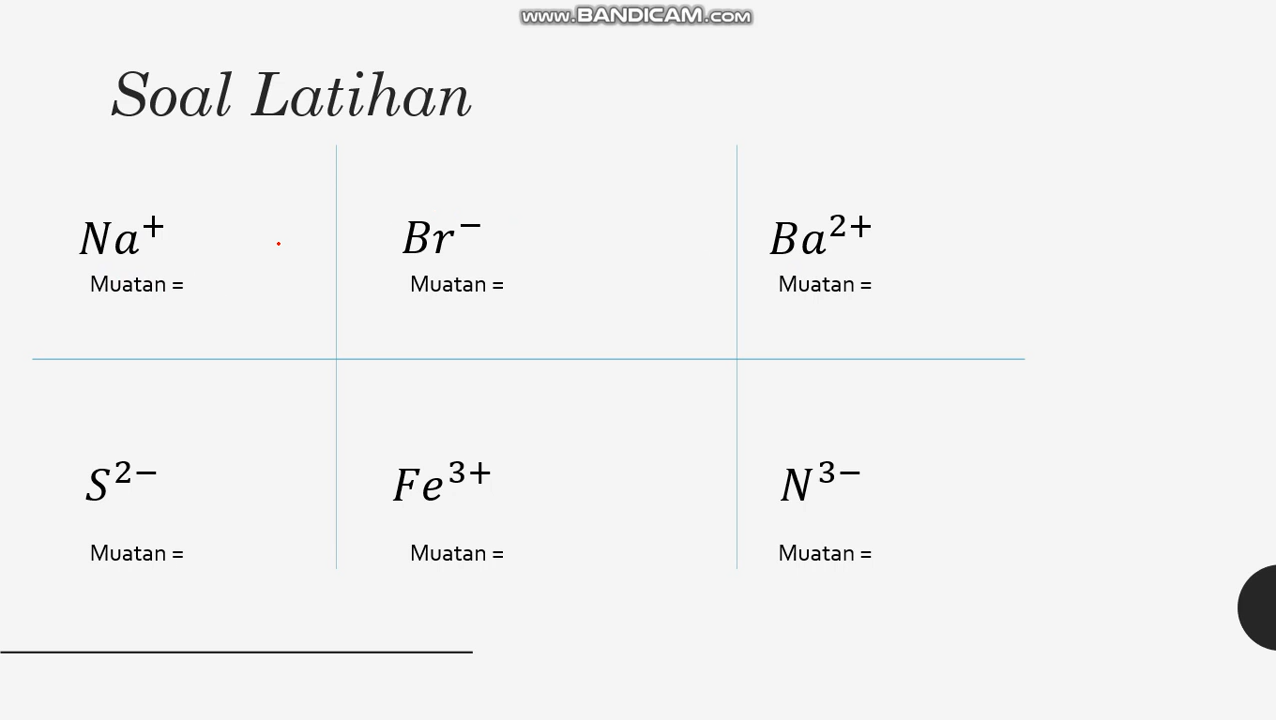 www.BANDICAM.com
Soal Latihan
Na⁺
Br⁻
Ba²⁺
Muatan =
Muatan =
Muatan =
S²⁻
Fe³⁺
N³⁻
Muatan =
Muatan =
Muatan =